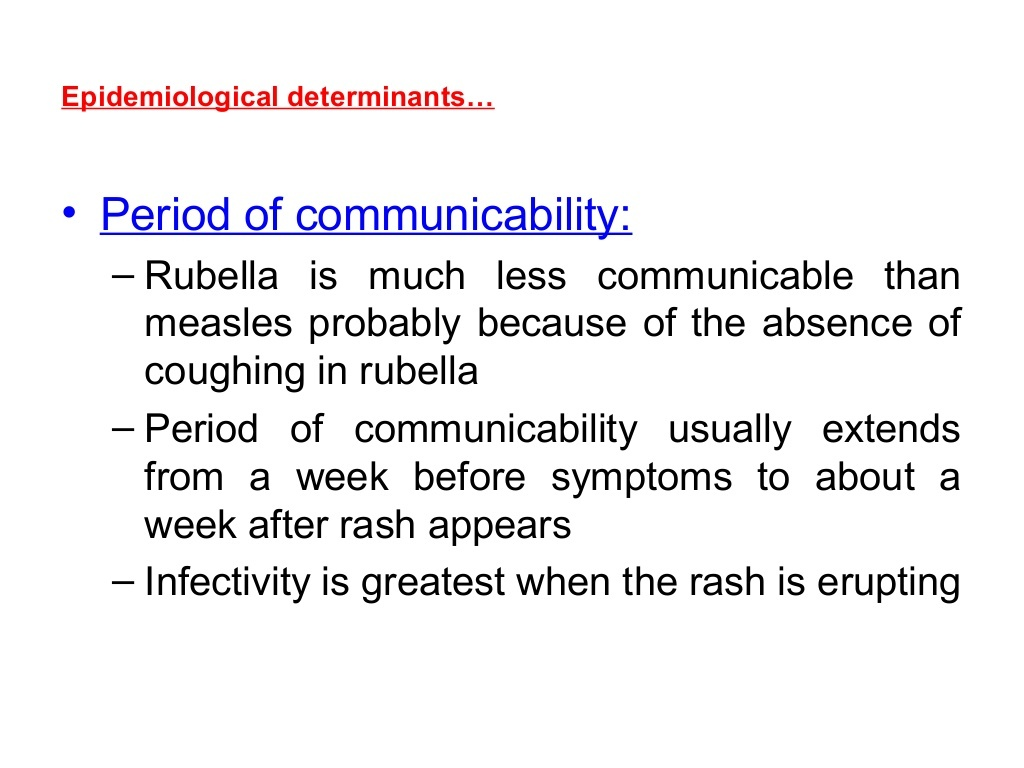 Epidemiological determinants…
• Period of communicability:
– Rubella is much less communicable than
measles probably because of the absence of
coughing in rubella
– Period of communicability usually extends
from a week before symptoms to about a
week after rash appears
– Infectivity is greatest when the rash is erupting